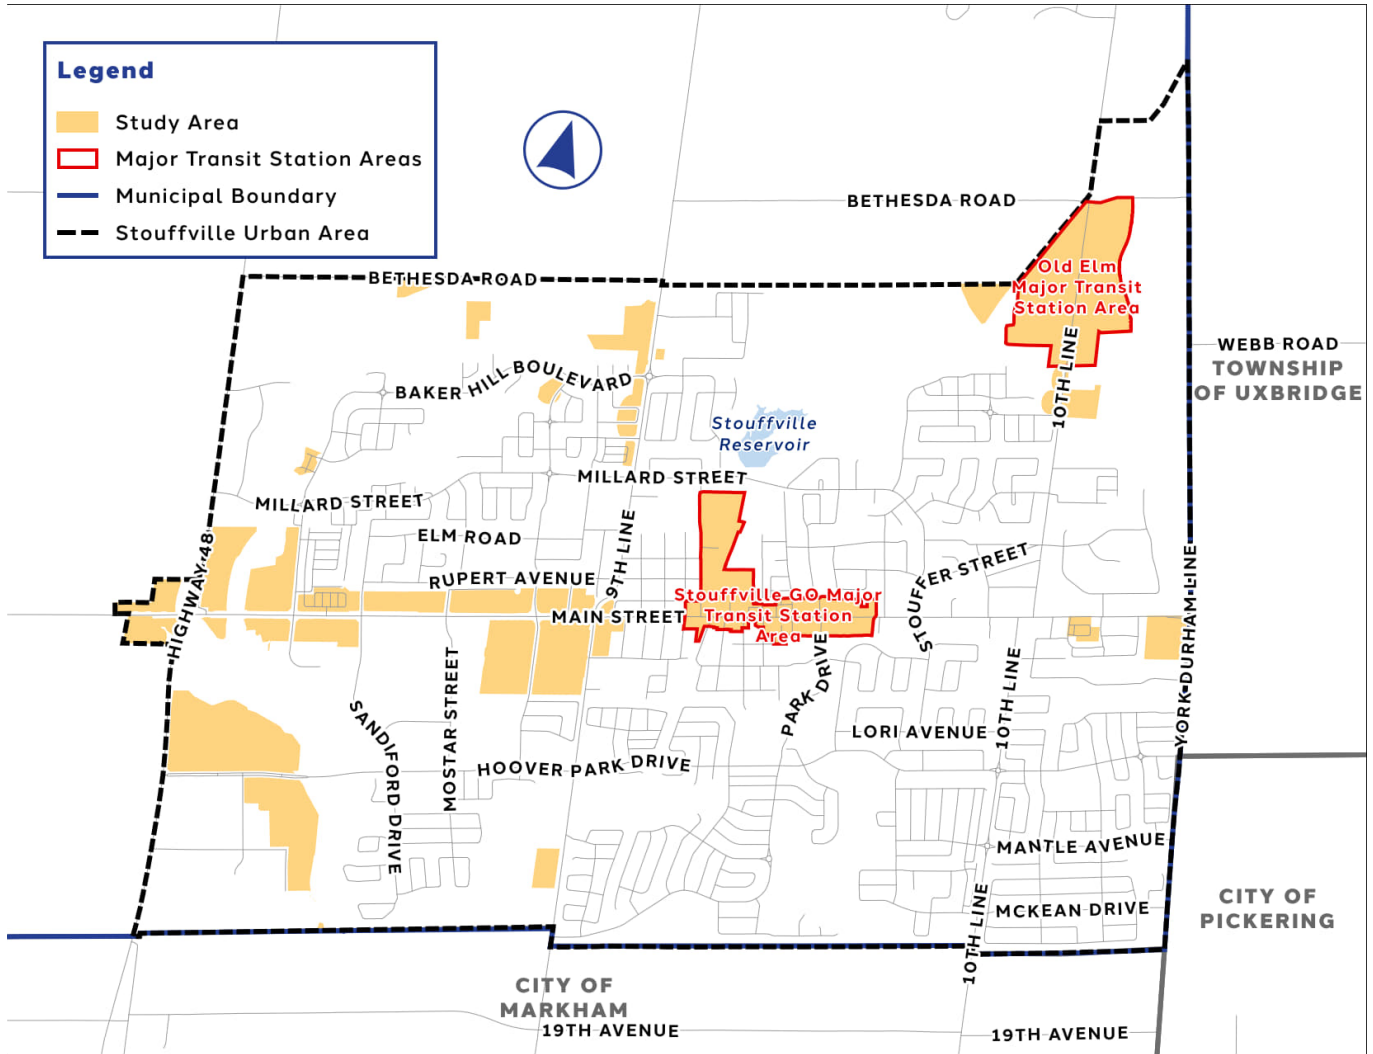 Legend
Study Area
Major Transit Station Areas
Municipal Boundary
Stouffville Urban Area
BETHESDA ROAD
BETHESDA ROAD
Old Elm
Major Transit
Station Area
10TH LINE
WEBB ROAD
TOWNSHIP
OF UXBRIDGE
BAKER HILL BOULEVARD
Stouffville
Reservoir
MILLARD STREET
MILLARD STREET
ELM ROAD
9TH LINE
HIGHWAY 48
RUPERT AVENUE
STOUFFER STREET
YORK-DURHAM LINE
Stouffville GO Major
Transit Station
Area
MAIN STREET
PARK DRIVE
10TH LINE
SANDIFORD DRIVE
MOSTAR STREET
LORI AVENUE
HOOVER PARK DRIVE
MANTLE AVENUE
MCKEAN DRIVE
10TH LINE
CITY OF
PICKERING
CITY OF
MARKHAM
19TH AVENUE
19TH AVENUE